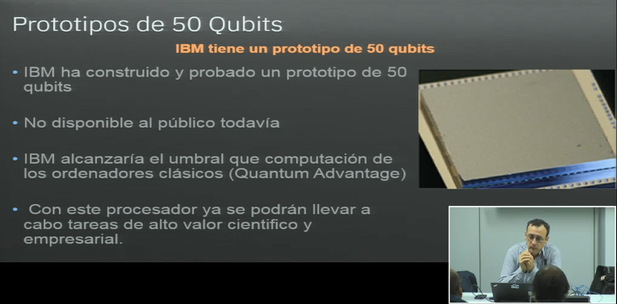 Prototipos de 50 Qubits
IBM tiene un prototipo de 50 qubits
• IBM ha construido y probado un prototipo de 50
qubits
• No disponible al público todavía
• IBM alcanzaría el umbral que computación de
los ordenadores clásicos (Quantum Advantage)
• Con este procesador ya se podrán llevar a
cabo tareas de alto valor científico y
empresarial.